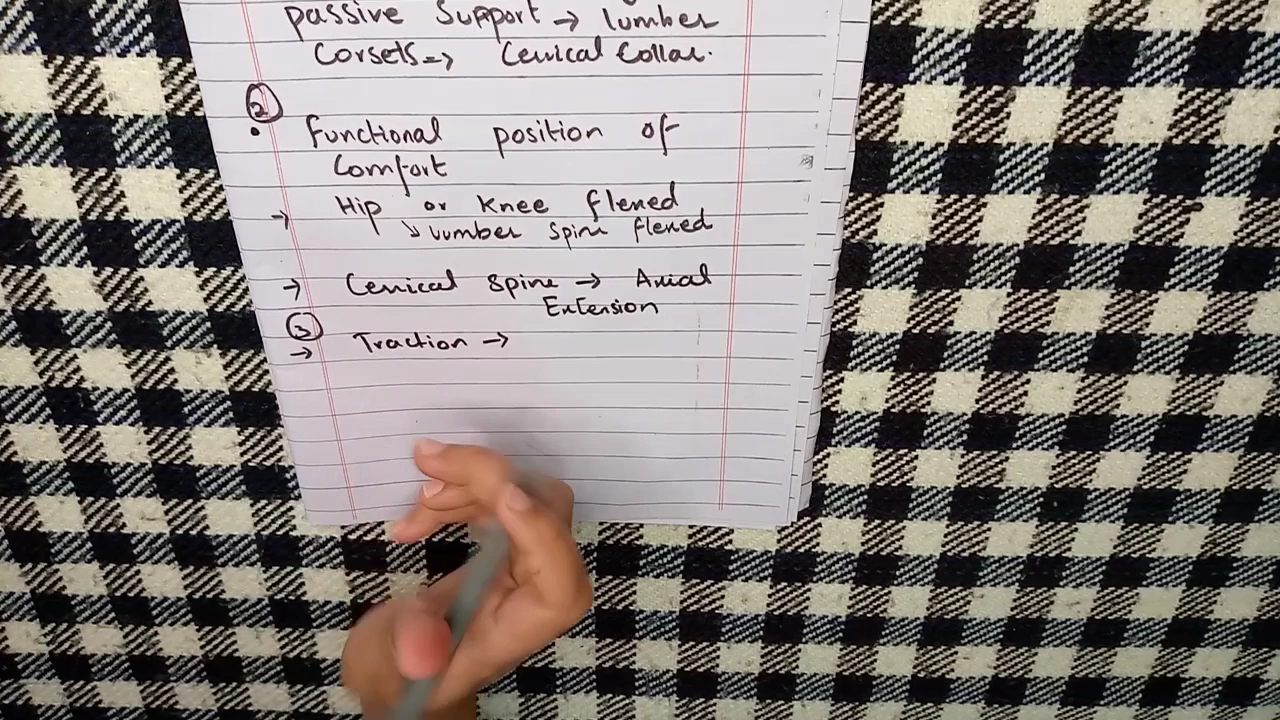 passive Support → lumber
Corsets => Cervical Collar.
②
• functional position of
Comfort
→ Hip or Knee flexed
↘ lumber spine flexed
→ Cervical spine → Axial
Extension
③
→ Traction →